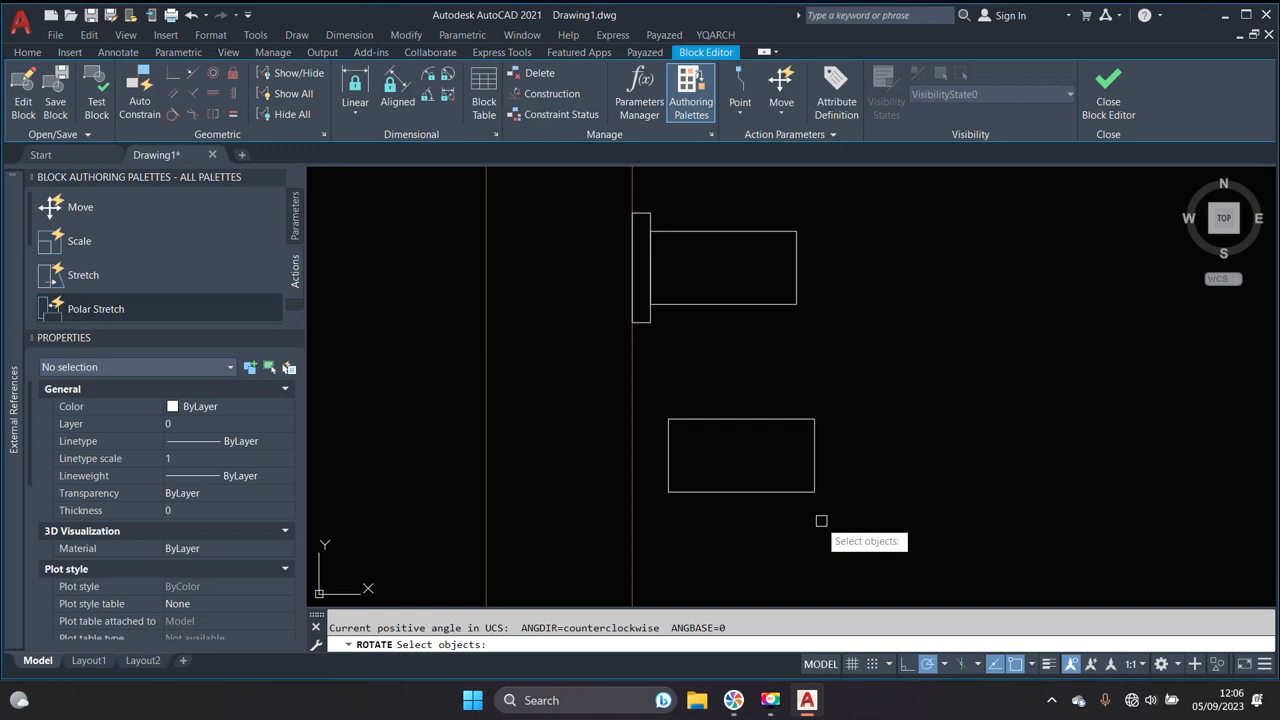 Autodesk AutoCAD 2021 Drawing1.dwg
Type a keyword or phrase
Sign In
File Edit View Insert Format Tools Draw Dimension Modify Parametric Window Help Express Payazed YQARCH
Home Insert Annotate Parametric View Manage Output Add-ins Collaborate Express Tools Featured Apps Payazed Block Editor
Edit Block
Save Block
Test Block
Open/Save
Auto Constrain
Show/Hide
Show All
Hide All
Geometric
Linear
Aligned
Dimensional
Block Table
Delete
Construction
Constraint Status
Parameters Manager
Authoring Palettes
Manage
Point
Move
Attribute Definition
Action Parameters
Visibility States
VisibilityState0
Visibility
Close Block Editor
Close
Start
Drawing1*
BLOCK AUTHORING PALETTES - ALL PALETTES
Move
Scale
Stretch
Polar Stretch
Parameters
Actions
External References
PROPERTIES
No selection
General
Color ByLayer
Layer 0
Linetype ByLayer
Linetype scale 1
Lineweight ByLayer
Transparency ByLayer
Thickness 0
3D Visualization
Material ByLayer
Plot style
Plot style ByColor
Plot style table None
Plot table attached to Model
Plot table type Not available
N
W TOP E
S
WCS
Select objects:
Y
X
Current positive angle in UCS: ANGDIR=counterclockwise ANGBASE=0
ROTATE Select objects:
Model Layout1 Layout2
MODEL
1:1
Search
12:06
05/09/2023